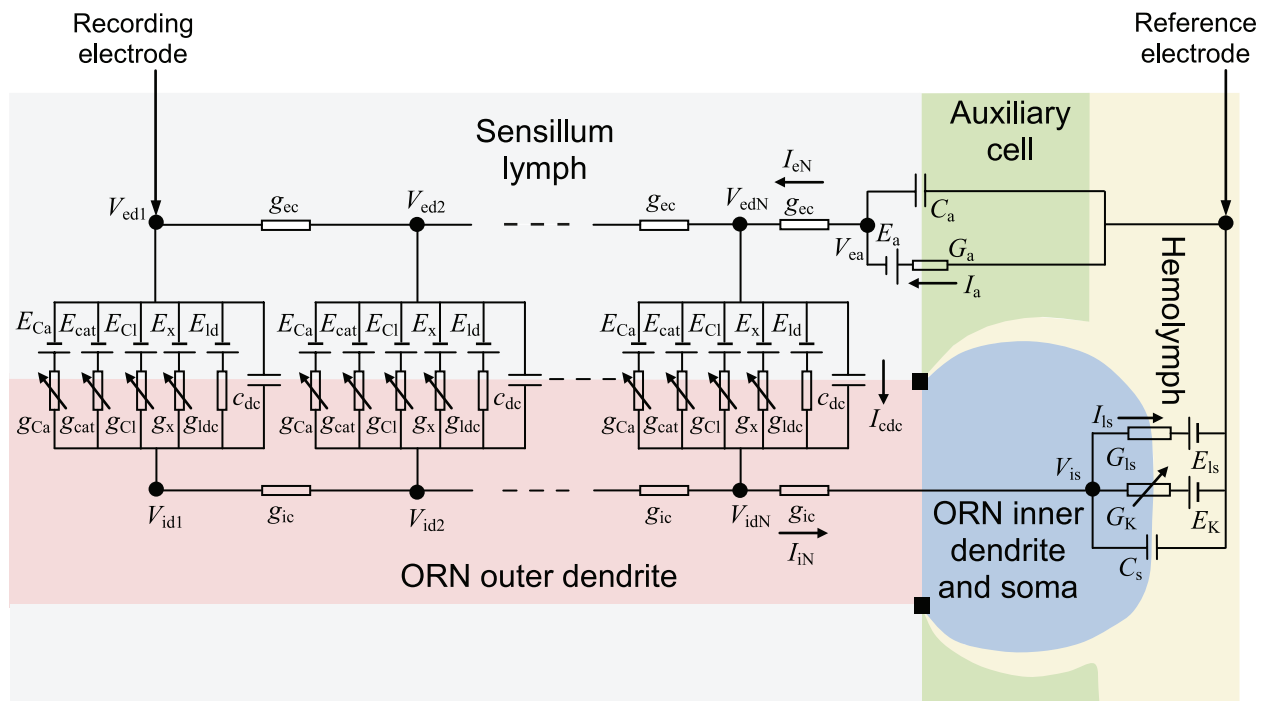 Recording
electrode
Reference
electrode
Sensillum
lymph
Auxiliary
cell
Hemolymph
V_ed1
g_ec
V_ed2
g_ec
V_edN
I_eN
g_ec
V_ea
E_a
C_a
G_a
I_a
E_Ca E_cat E_Cl E_x E_ld
E_Ca E_cat E_Cl E_x E_ld
E_Ca E_cat E_Cl E_x E_ld
g_Ca g_cat g_Cl g_x g_ldc c_dc
g_Ca g_cat g_Cl g_x g_ldc c_dc
g_Ca g_cat g_Cl g_x g_ldc c_dc
I_cdc
V_id1
g_ic
V_id2
g_ic
V_idN
g_ic
I_iN
V_is
I_ls
G_ls
E_ls
G_K
E_K
C_s
ORN outer dendrite
ORN inner
dendrite
and soma